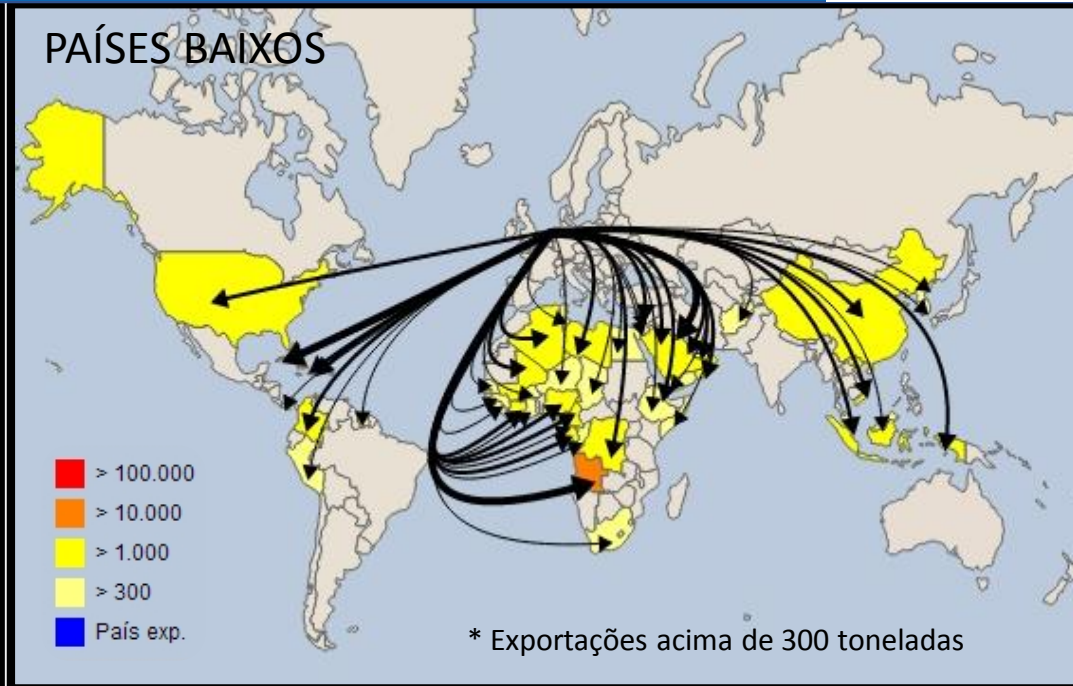 PAÍSES BAIXOS
> 100.000
> 10.000
> 1.000
> 300
País exp.
* Exportações acima de 300 toneladas